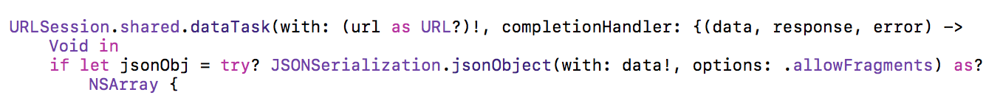 URLSession.shared.dataTask(with: (url as URL?)!, completionHandler: {(data, response, error) ->
Void in
if let jsonObj = try? JSONSerialization.jsonObject(with: data!, options: .allowFragments) as?
NSArray {